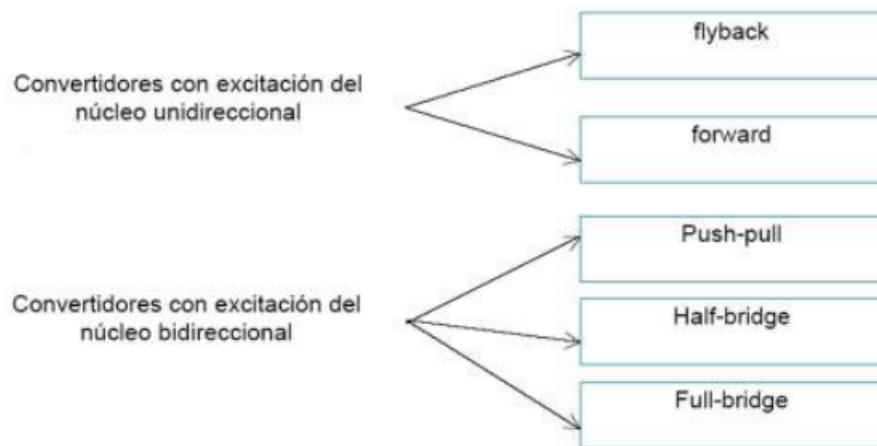 Convertidores con excitación del
núcleo unidireccional
flyback
forward
Convertidores con excitación del
núcleo bidireccional
Push-pull
Half-bridge
Full-bridge